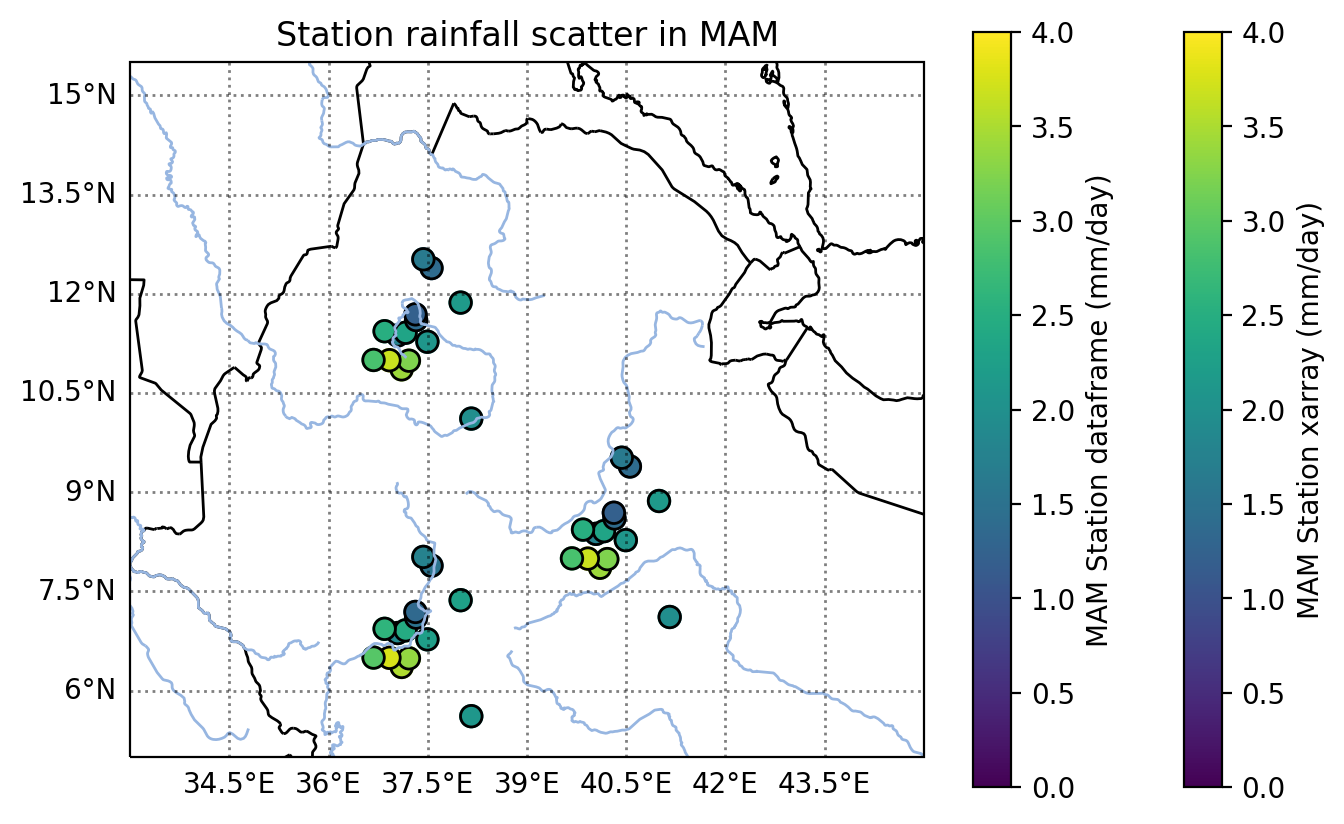 Station rainfall scatter in MAM
15°N
13.5°N
12°N
10.5°N
9°N
7.5°N
6°N
34.5°E 36°E 37.5°E 39°E 40.5°E 42°E 43.5°E
4.0
3.5
3.0
2.5
2.0
1.5
1.0
0.5
0.0
MAM Station dataframe (mm/day)
4.0
3.5
3.0
2.5
2.0
1.5
1.0
0.5
0.0
MAM Station xarray (mm/day)